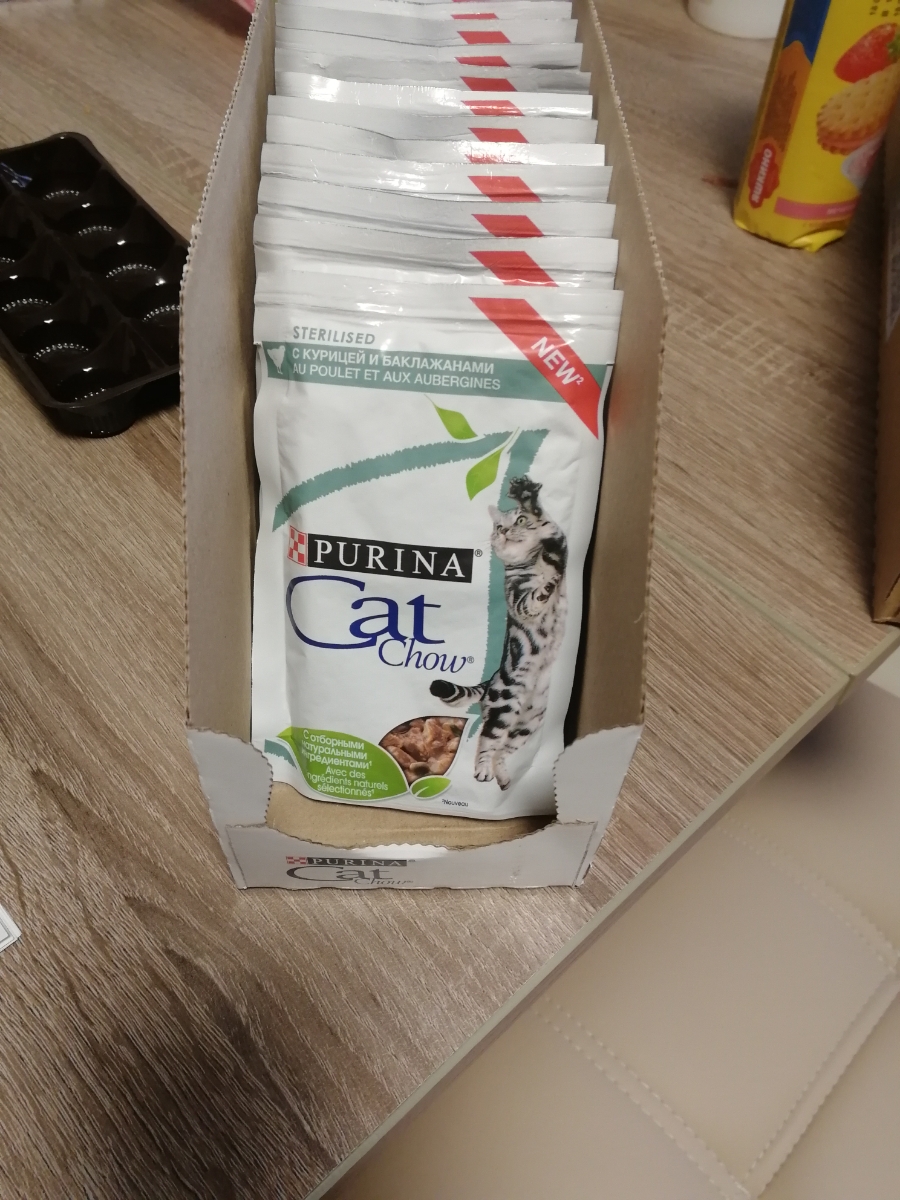 STERILISED
С КУРИЦЕЙ И БАКЛАЖАНАМИ
AU POULET ET AUX AUBERGINES
NEW²
PURINA®
Cat
Chow®
С отборными
натуральными
ингредиентами¹
Avec des
ingrédients naturels
sélectionnés¹
²Nouveau
PURINA®
Cat
Chow®
ЯШКИНО